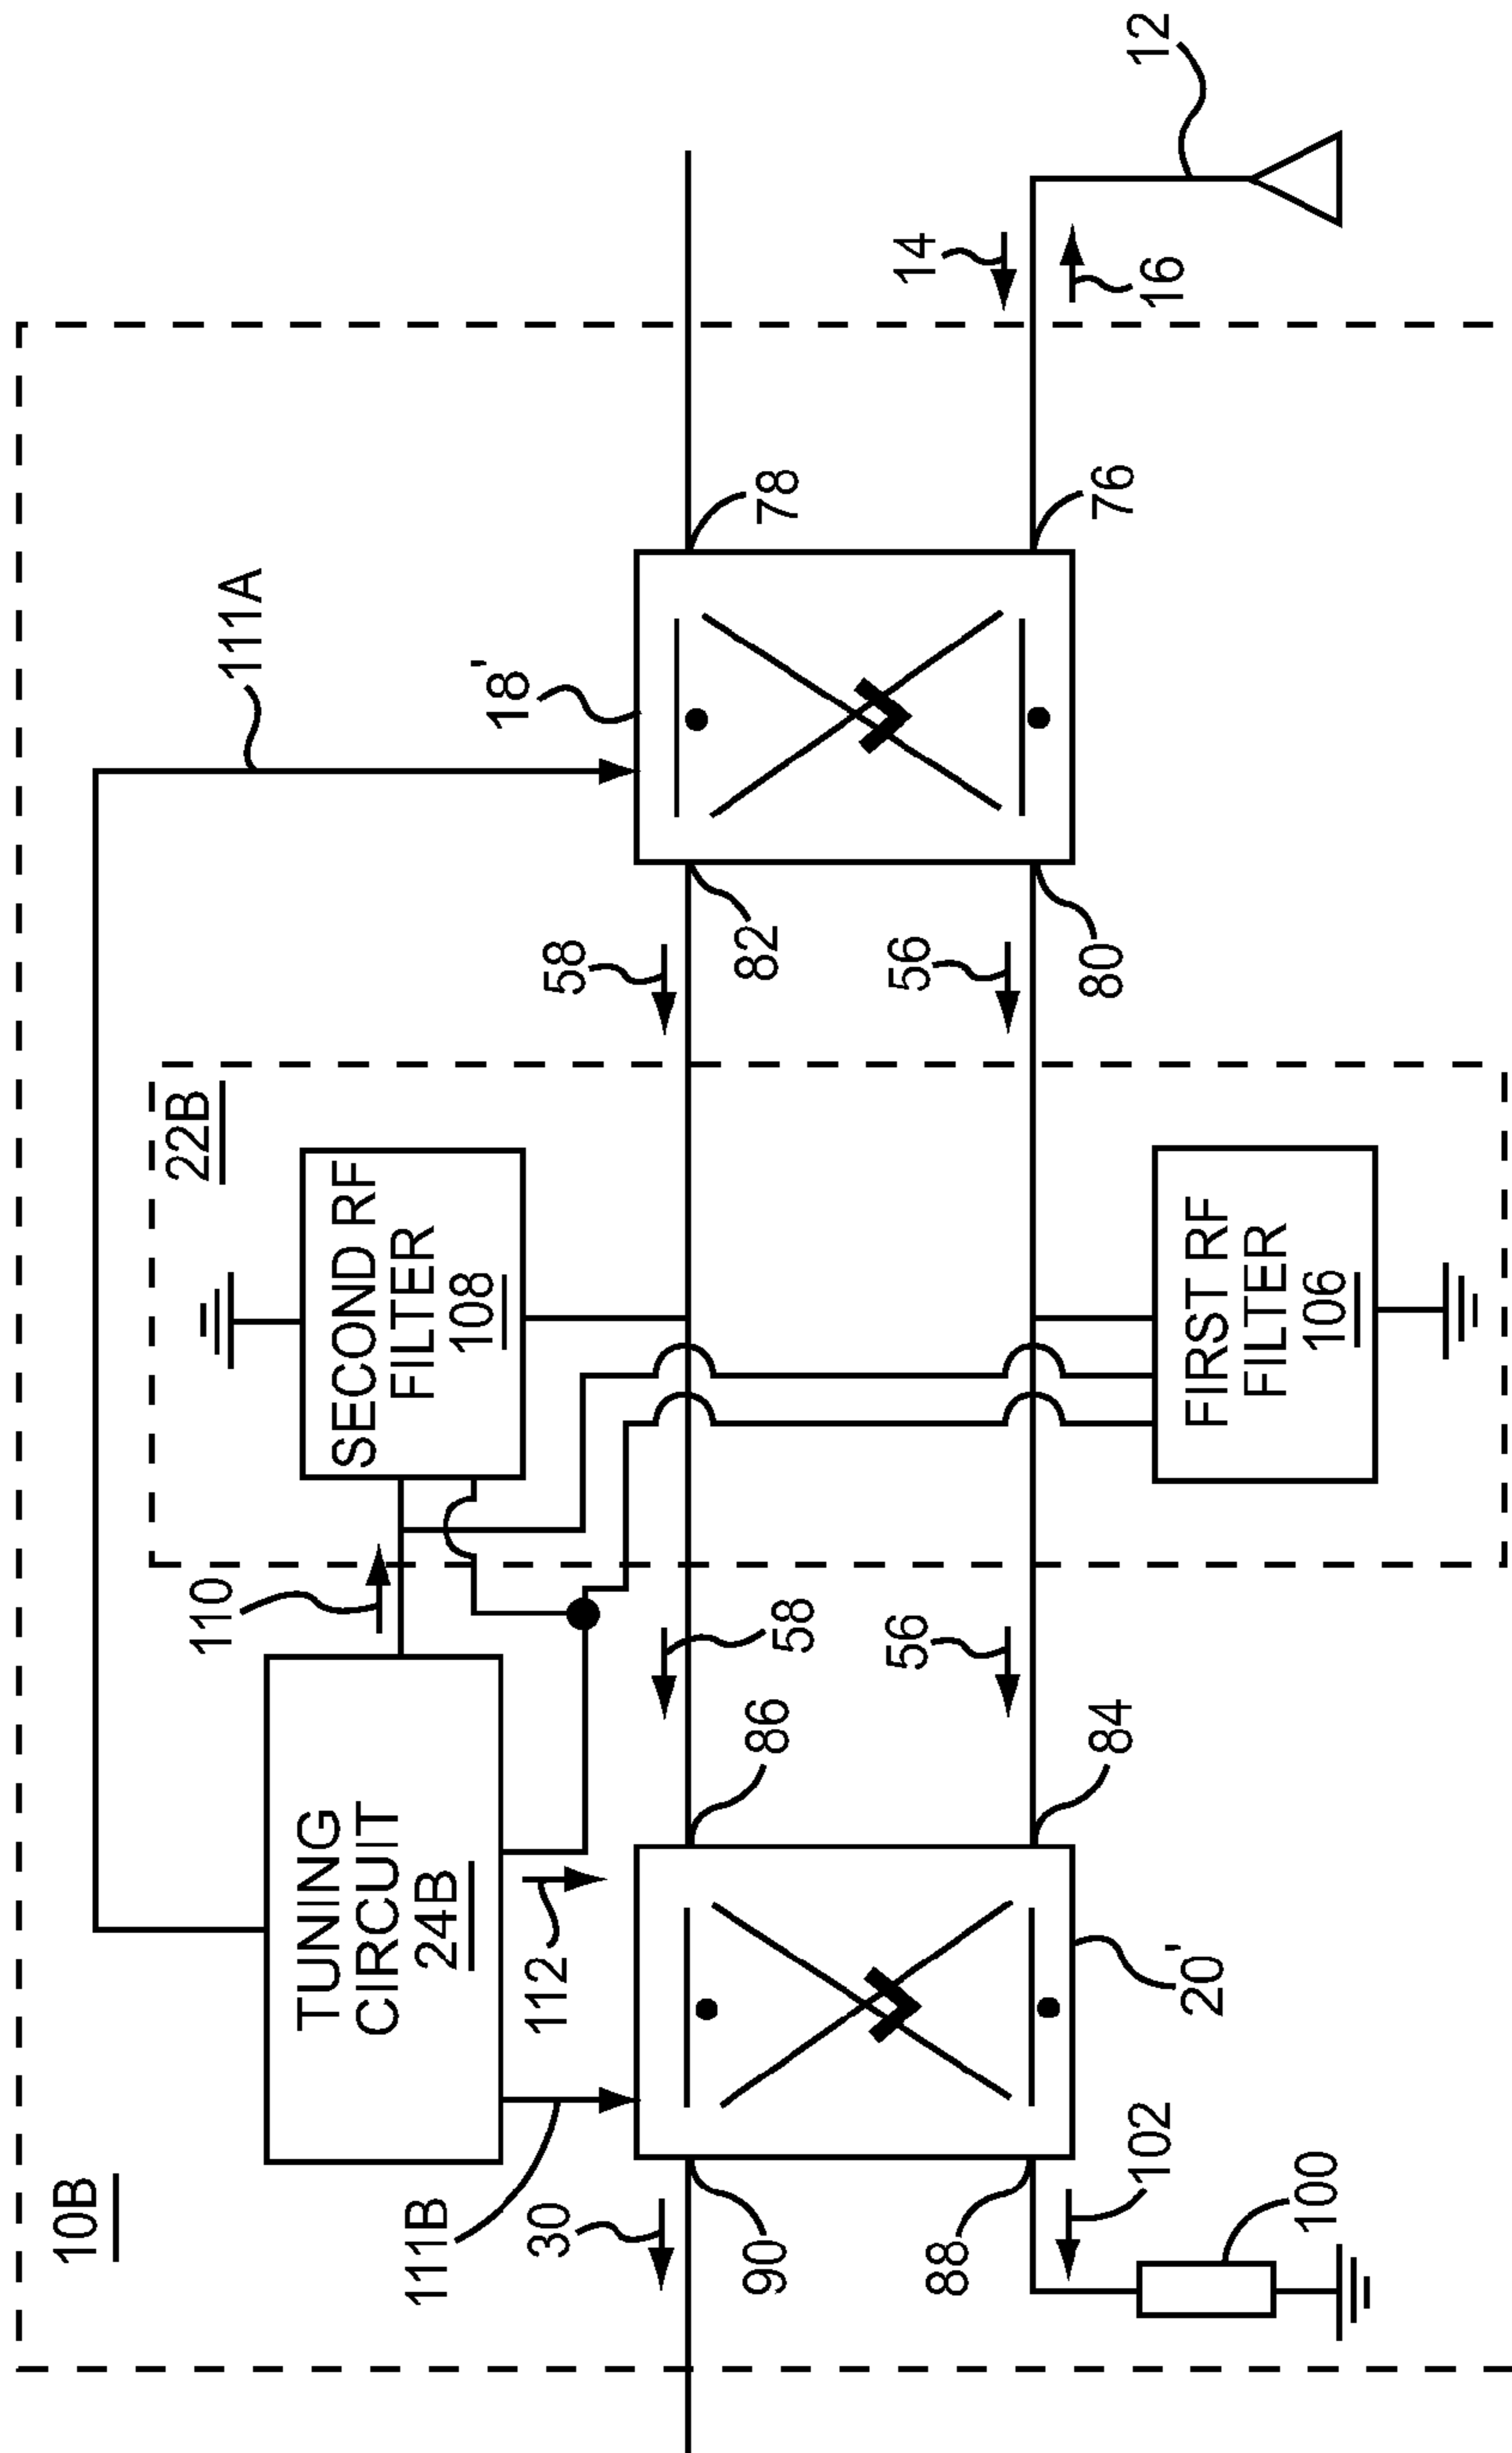 10B
111A
12
22B
TUNING
CIRCUIT
24B
110
SECOND RF
FILTER
108
18'
14
16
111B
112
30
58
58
78
90
86
82
56
56
88
84
80
76
102
20'
100
FIRST RF
FILTER
106